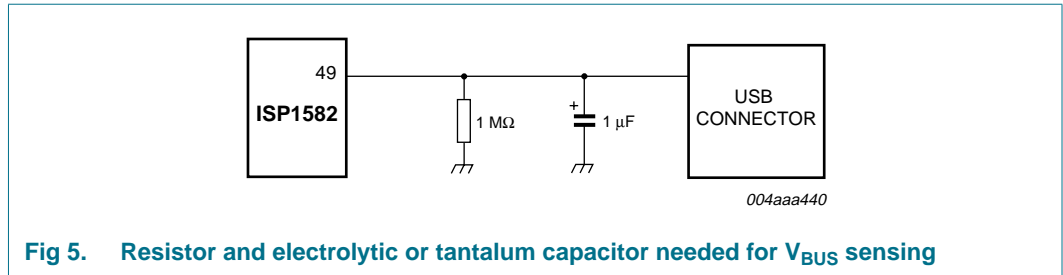 49
ISP1582
1 MΩ
+
1 μF
USB
CONNECTOR
004aaa440
Fig 5. Resistor and electrolytic or tantalum capacitor needed for VBUS sensing